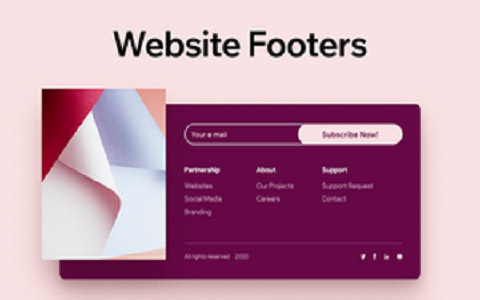 Website Footers
Your e mail
Subscribe Now!
Partnership About Support
Websites Our Projects Support Request
Social Media Careers Contact
Branding
All rights reserved 2020